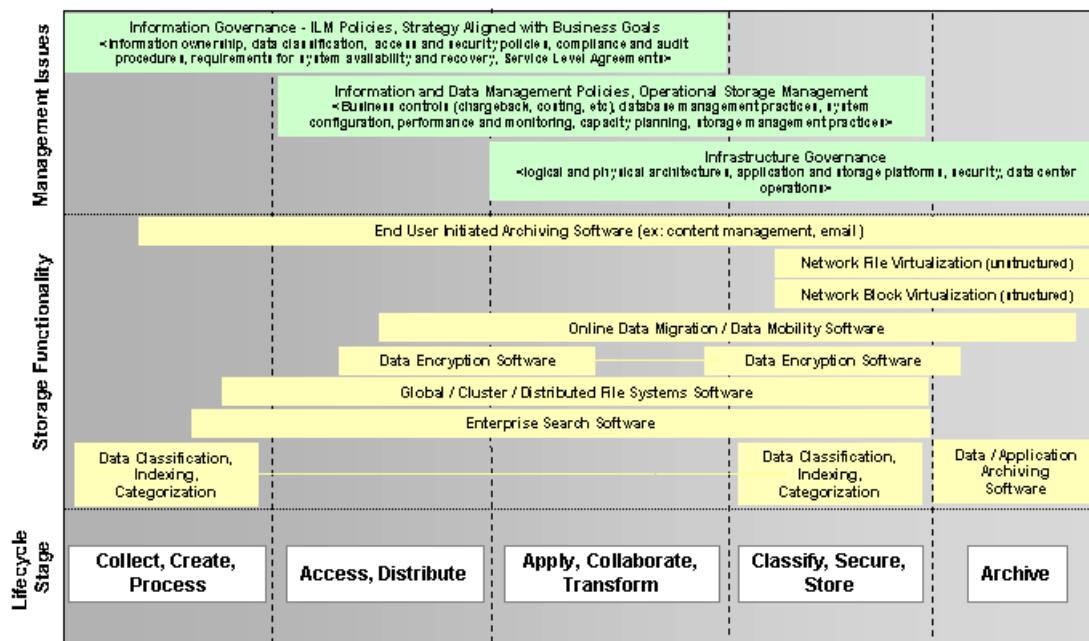 Management Issues
Information Governance - ILM Policies, Strategy Aligned with Business Goals
<information ownership, data classification, access and security policies, compliance and audit
procedures, requirements for system availability and recovery, Service Level Agreements>
Information and Data Management Policies, Operational Storage Management
<Business controls (chargeback, costing, etc), database management practices, system
configuration, performance and monitoring, capacity planning, storage management practices>
Infrastructure Governance
<logical and physical architectures, application and storage platforms, security, data center
operations>
Storage Functionality
End User Initiated Archiving Software (ex: content management, email )
Network File Virtualization (unstructured)
Network Block Virtualization (structured)
Online Data Migration / Data Mobility Software
Data Encryption Software
Data Encryption Software
Global / Cluster / Distributed File Systems Software
Enterprise Search Software
Data Classification,
Indexing,
Categorization
Data Classification,
Indexing,
Categorization
Data / Application
Archiving
Software
Lifecycle
Stage
Collect, Create,
Process
Access, Distribute
Apply, Collaborate,
Transform
Classify, Secure,
Store
Archive